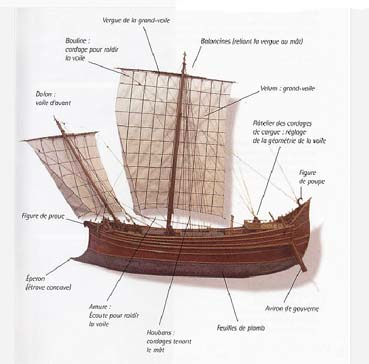 Vergue de la grand-voile
Bouline :
cordage pour raidir
la voile
Balancines (reliant la vergue au mât)
Dolon :
voile d'avant
Velum : grand-voile
Râtelier des cordages
de cargue : réglage
de la géométrie de la voile
Figure
de poupe
Figure de proue
Éperon
(étrave concave)
Amure :
Écoute pour raidir
la voile
Houbans :
cordages tenant
le mât
Feuilles de plomb
Aviron de gouverne